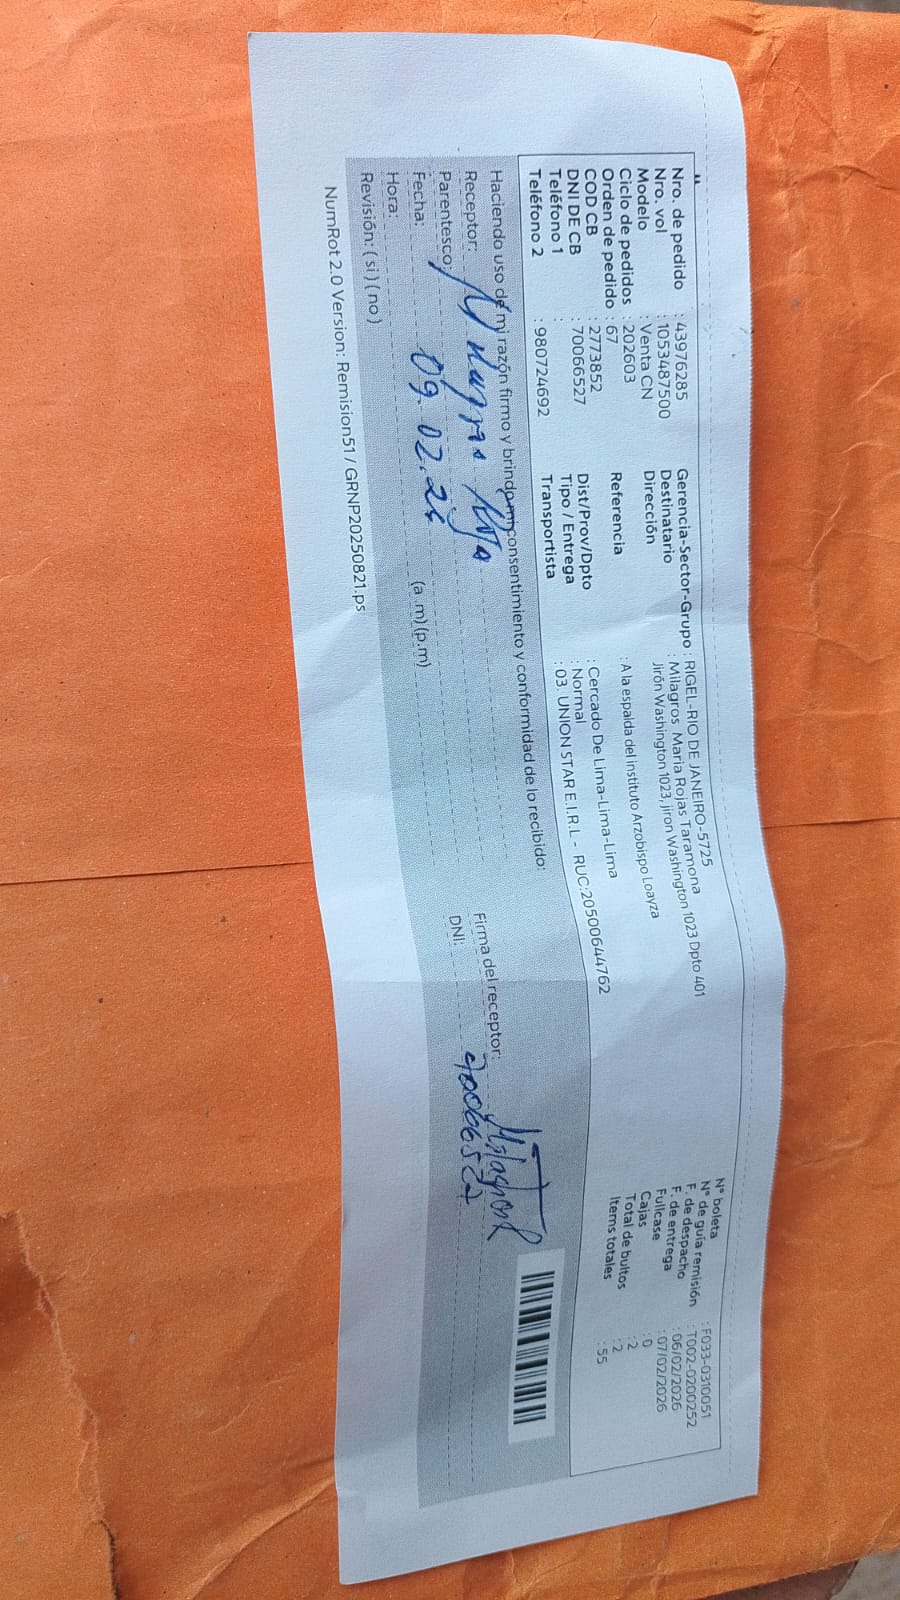 Nro. de pedido : 43976285
Nro. vol : 1053487500
Modelo : Venta CN
Ciclo de pedidos : 202603
Orden de pedido : 67
COD CB : 2773852
DNI DE CB : 70066527
Teléfono 1 :
Teléfono 2 : 980724692
Gerencia-Sector-Grupo : RIGEL-RIO DE JANEIRO-5725
Destinatario : Milagros Maria Rojas Taramona
Dirección Jirón Washington 1023, jiron Washington 1023 Dpto 401
Referencia : A la espalda del instituto Arzobispo Loayza
Dist/Prov/Dpto : Cercado De Lima-Lima-Lima
Tipo / Entrega : Normal
Transportista : 03. UNION STAR E.I.R.L - RUC:20500644762
N° boleta : F033-0310051
N° de guía remisión : T002-0200252
F. de despacho : 06/02/2026
F. de entrega : 07/02/2026
Fullcase : 0
Cajas : 2
Total de bultos : 2
Items totales : 55
Haciendo uso de mi razón firmo y brindo mi consentimiento y conformidad de lo recibido:
Receptor:
Parentesco:
Fecha: 09.02.26 (a .m) (p.m)
Hora:
Revisión: ( si ) ( no )
Firma del receptor:
DNI: 70066527
NumRot 2.0 Version: Remision51 / GRNP20250821.ps